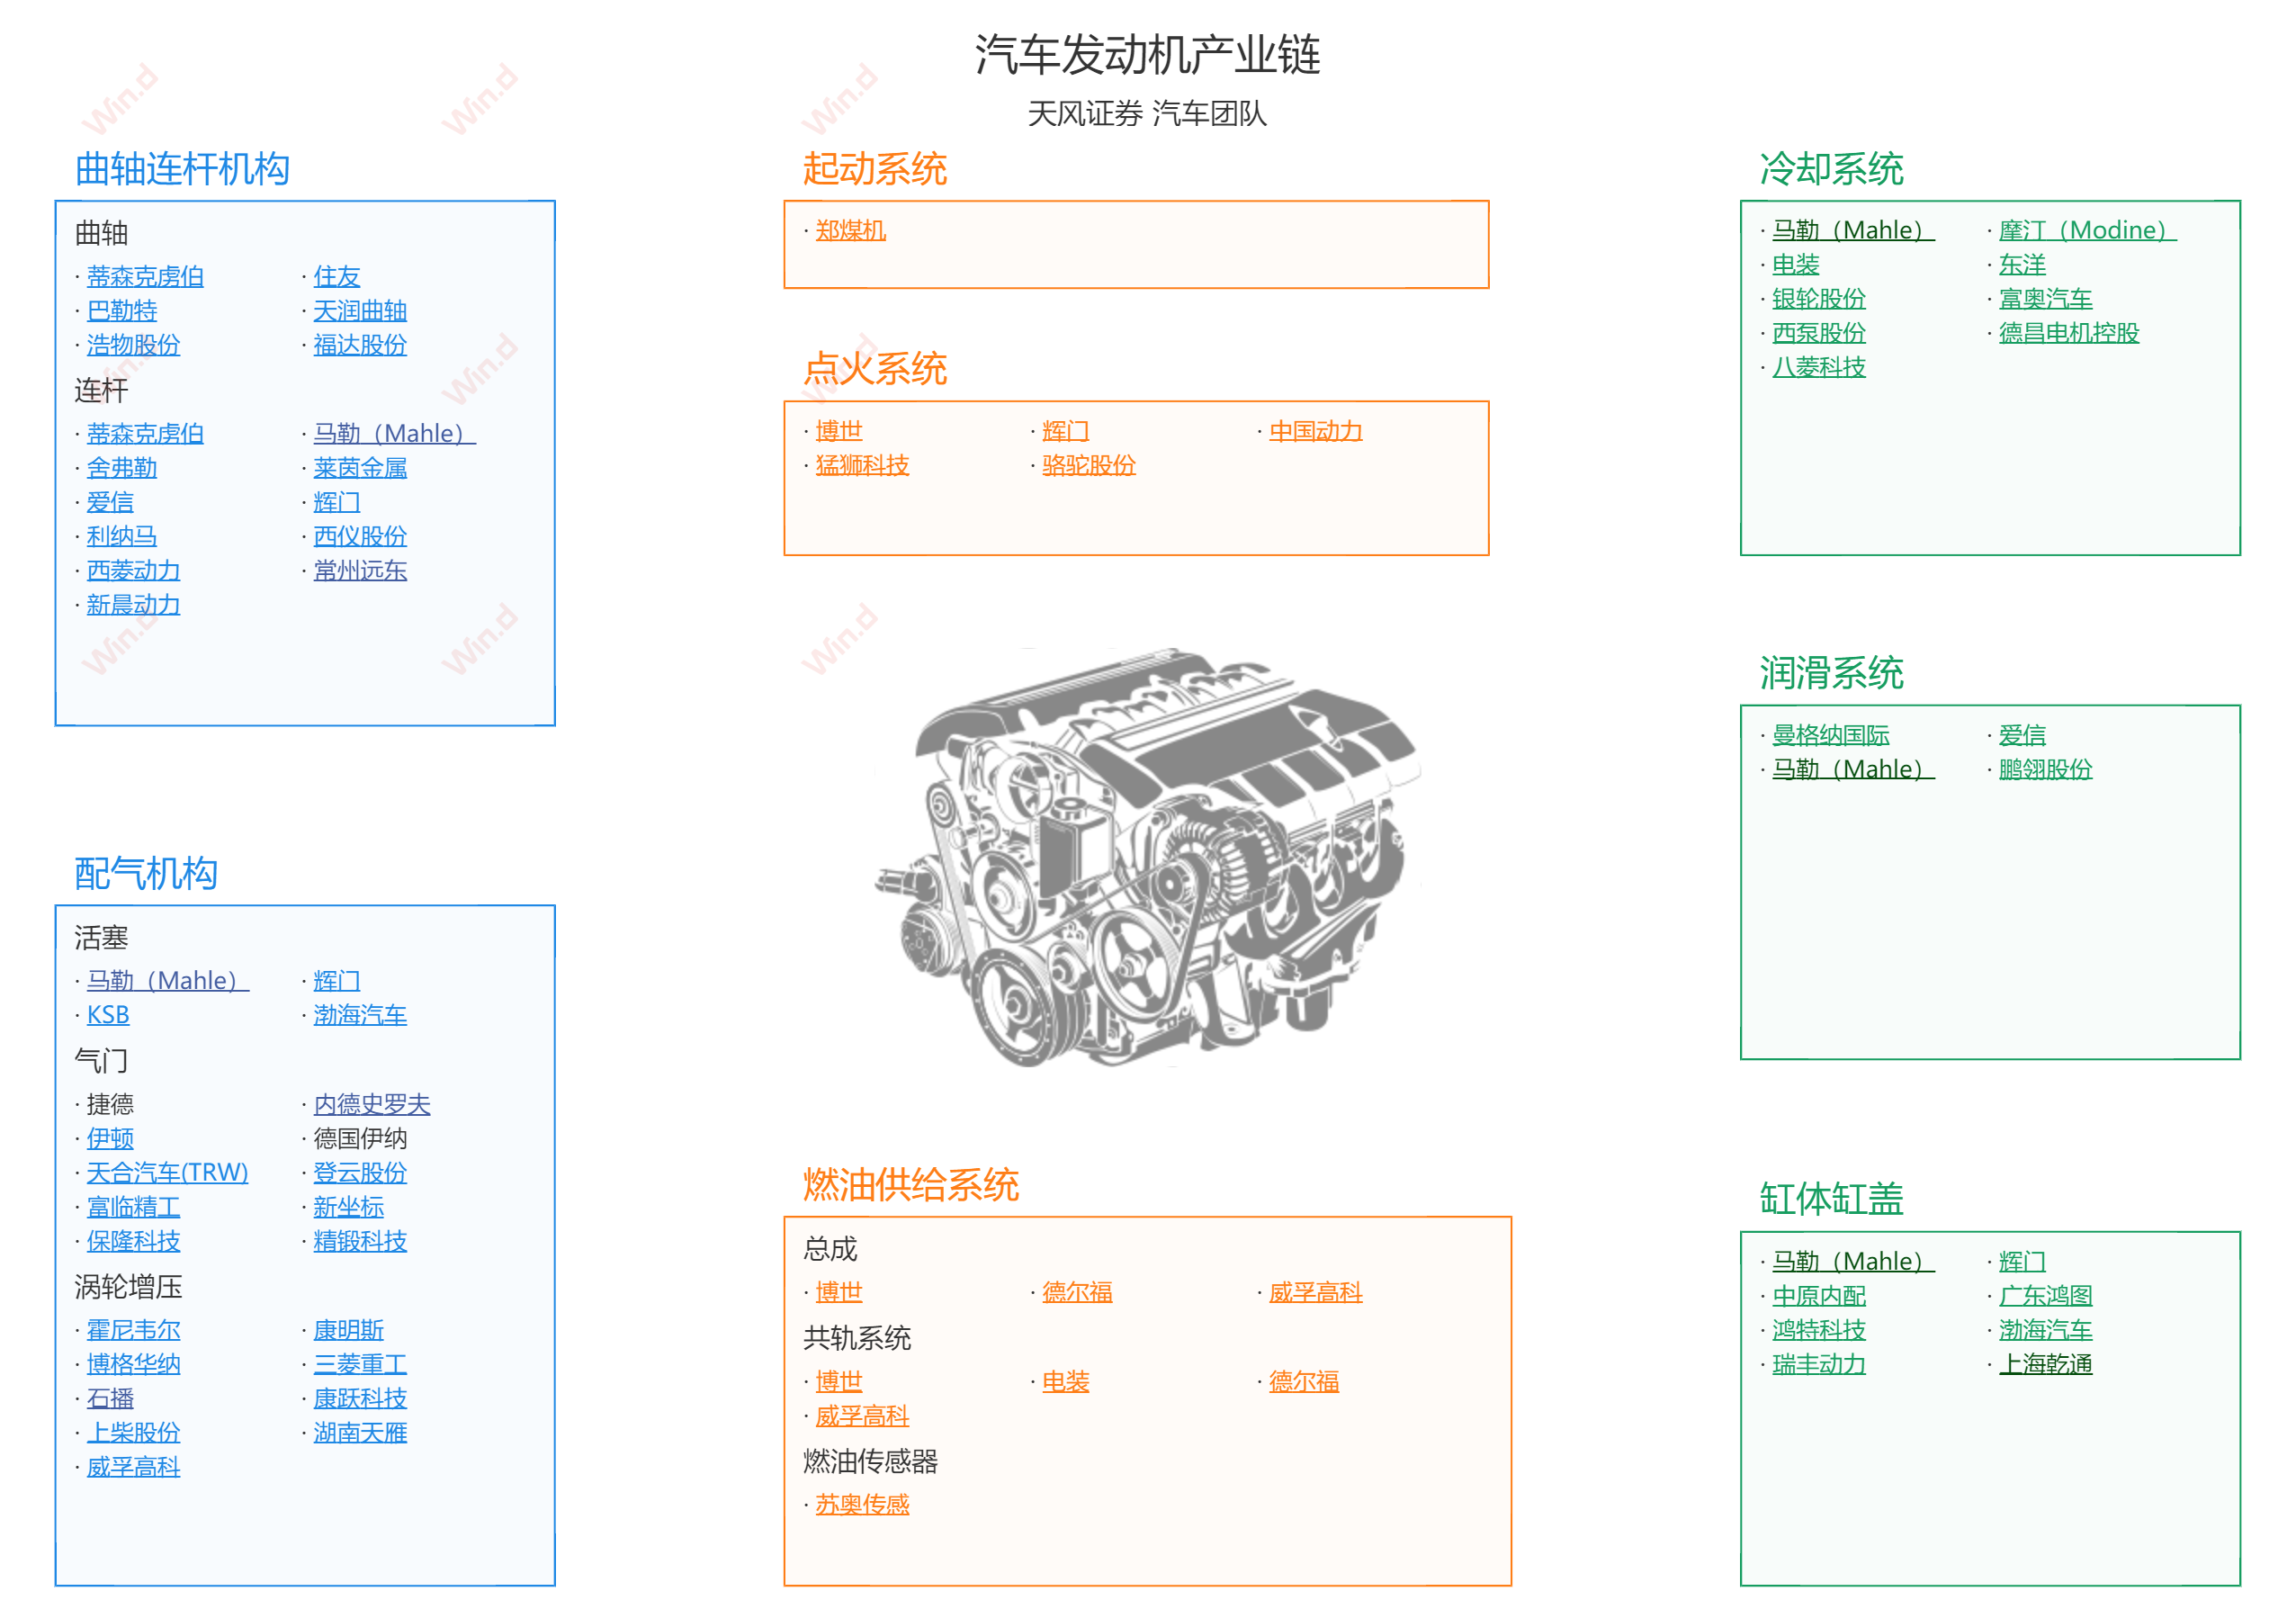 汽车发动机产业链
天风证券 汽车团队
曲轴连杆机构
曲轴
· 蒂森克虏伯 · 住友
· 巴勒特 · 天润曲轴
· 浩物股份 · 福达股份
连杆
· 蒂森克虏伯 · 马勒（Mahle）
· 舍弗勒 · 莱茵金属
· 爱信 · 辉门
· 利纳马 · 西仪股份
· 西菱动力 · 常州远东
· 新晨动力
配气机构
活塞
· 马勒（Mahle） · 辉门
· KSB · 渤海汽车
气门
· 捷德 · 内德史罗夫
· 伊顿 · 德国伊纳
· 天合汽车(TRW) · 登云股份
· 富临精工 · 新坐标
· 保隆科技 · 精锻科技
涡轮增压
· 霍尼韦尔 · 康明斯
· 博格华纳 · 三菱重工
· 石播 · 康跃科技
· 上柴股份 · 湖南天雁
· 威孚高科
起动系统
· 郑煤机
点火系统
· 博世 · 辉门 · 中国动力
· 猛狮科技 · 骆驼股份
燃油供给系统
总成
· 博世 · 德尔福 · 威孚高科
共轨系统
· 博世 · 电装 · 德尔福
· 威孚高科
燃油传感器
· 苏奥传感
冷却系统
· 马勒（Mahle） · 摩汀（Modine）
· 电装 · 东洋
· 银轮股份 · 富奥汽车
· 西泵股份 · 德昌电机控股
· 八菱科技
润滑系统
· 曼格纳国际 · 爱信
· 马勒（Mahle） · 鹏翎股份
缸体缸盖
· 马勒（Mahle） · 辉门
· 中原内配 · 广东鸿图
· 鸿特科技 · 渤海汽车
· 瑞丰动力 · 上海乾通
Win.d
Win.d
Win.d
Win.d
Win.d
Win.d
Win.d
Win.d
Win.d